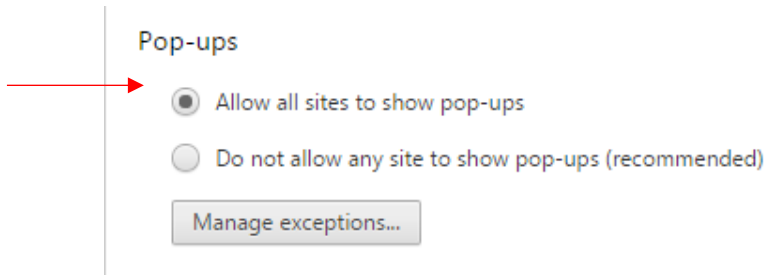 Pop-ups
Allow all sites to show pop-ups
Do not allow any site to show pop-ups (recommended)
Manage exceptions...